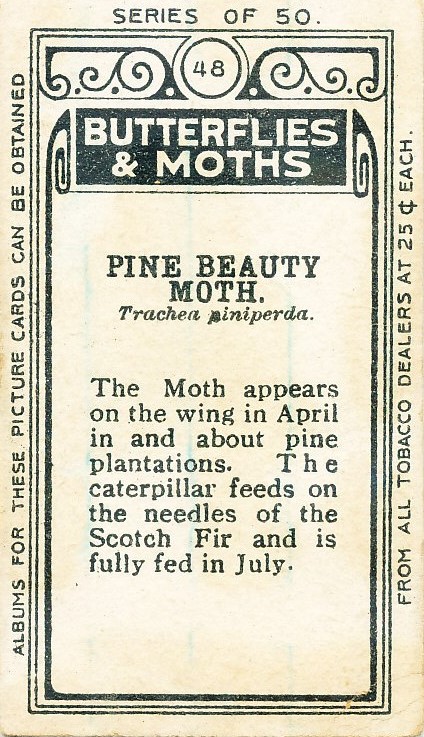 SERIES OF 50.
48
BUTTERFLIES
& MOTHS
PINE BEAUTY
MOTH.
Trachea piniperda.
The Moth appears
on the wing in April
in and about pine
plantations. The
caterpillar feeds on
the needles of the
Scotch Fir and is
fully fed in July.
ALBUMS FOR THESE PICTURE CARDS CAN BE OBTAINED
FROM ALL TOBACCO DEALERS AT 25 ¢ EACH.